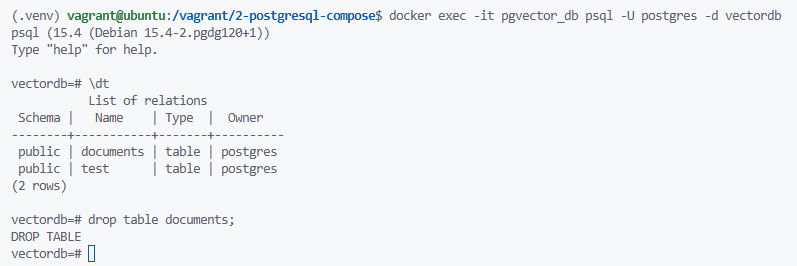 (.venv) vagrant@ubuntu:/vagrant/2-postgresql-compose$ docker exec -it pgvector_db psql -U postgres -d vectordb
psql (15.4 (Debian 15.4-2.pgdg120+1))
Type "help" for help.

vectordb=# \dt
           List of relations
 Schema |   Name    | Type  |  Owner
--------+-----------+-------+----------
 public | documents | table | postgres
 public | test      | table | postgres
(2 rows)

vectordb=# drop table documents;
DROP TABLE
vectordb=#